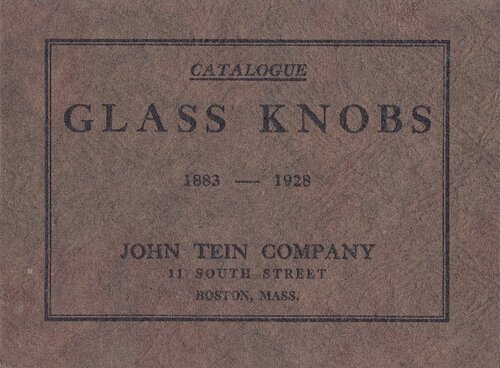 CATALOGUE
GLASS KNOBS
1883 — 1928
JOHN TEIN COMPANY
11 SOUTH STREET
BOSTON, MASS.